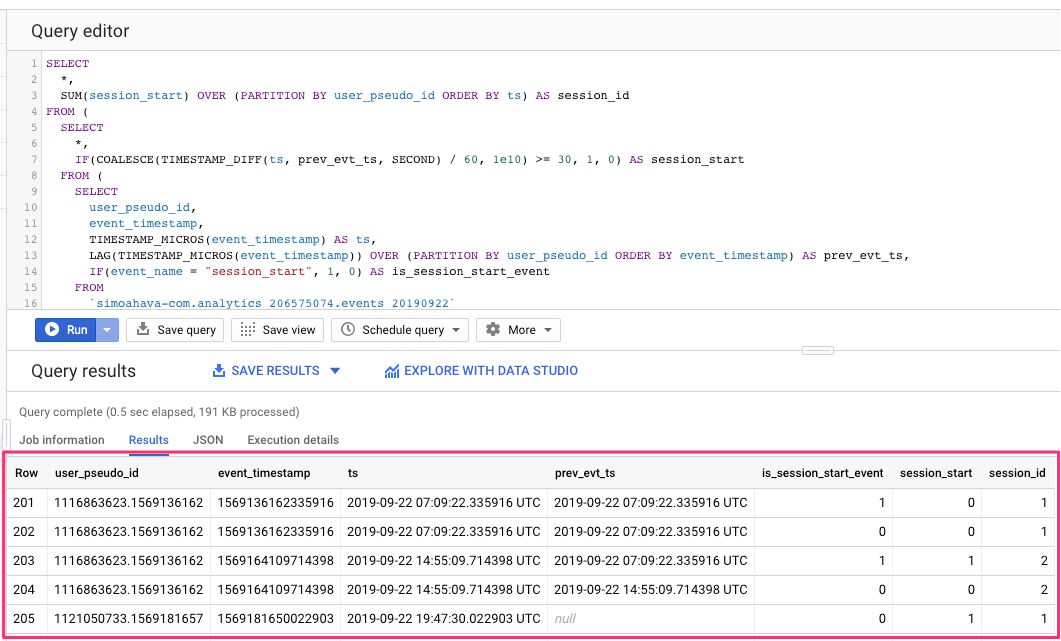 Query editor
1 SELECT
2 *,
3 SUM(session_start) OVER (PARTITION BY user_pseudo_id ORDER BY ts) AS session_id
4 FROM (
5 SELECT
6 *,
7 IF(COALESCE(TIMESTAMP_DIFF(ts, prev_evt_ts, SECOND) / 60, 1e10) >= 30, 1, 0) AS session_start
8 FROM (
9 SELECT
10 user_pseudo_id,
11 event_timestamp,
12 TIMESTAMP_MICROS(event_timestamp) AS ts,
13 LAG(TIMESTAMP_MICROS(event_timestamp)) OVER (PARTITION BY user_pseudo_id ORDER BY event_timestamp) AS prev_evt_ts,
14 IF(event_name = "session_start", 1, 0) AS is_session_start_event
15 FROM
16 `simoahava-com.analytics_206575074.events_20190922`
Run Save query Save view Schedule query More
Query results SAVE RESULTS EXPLORE WITH DATA STUDIO
Query complete (0.5 sec elapsed, 191 KB processed)
Job information Results JSON Execution details
Row user_pseudo_id event_timestamp ts prev_evt_ts is_session_start_event session_start session_id
201 1116863623.1569136162 1569136162335916 2019-09-22 07:09:22.335916 UTC 2019-09-22 07:09:22.335916 UTC 1 0 1
202 1116863623.1569136162 1569136162335916 2019-09-22 07:09:22.335916 UTC 2019-09-22 07:09:22.335916 UTC 0 0 1
203 1116863623.1569136162 1569164109714398 2019-09-22 14:55:09.714398 UTC 2019-09-22 07:09:22.335916 UTC 1 1 2
204 1116863623.1569136162 1569164109714398 2019-09-22 14:55:09.714398 UTC 2019-09-22 14:55:09.714398 UTC 0 0 2
205 1121050733.1569181657 1569181650022903 2019-09-22 19:47:30.022903 UTC null 0 1 1